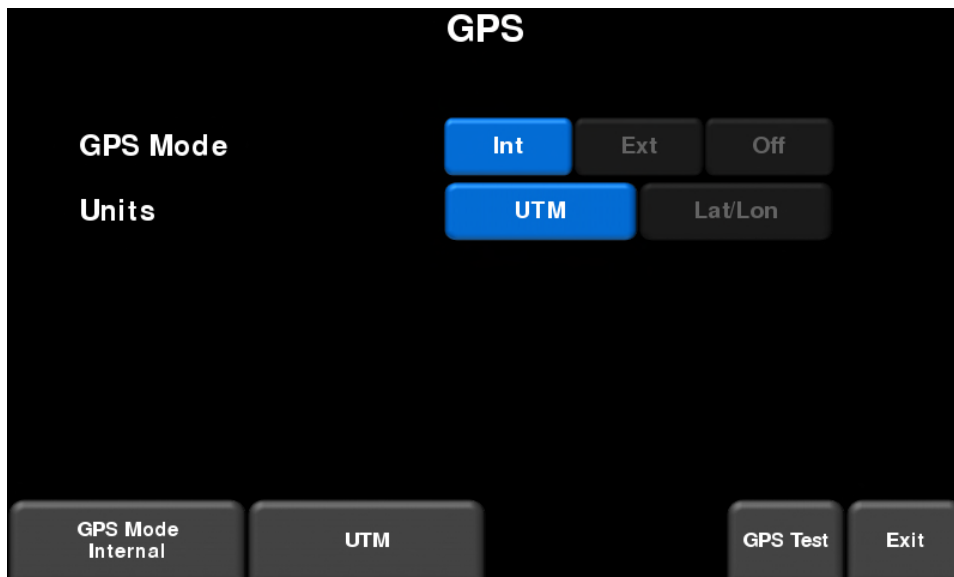 GPS
GPS Mode Int Ext Off
Units UTM Lat/Lon
GPS Mode
Internal
UTM
GPS Test
Exit